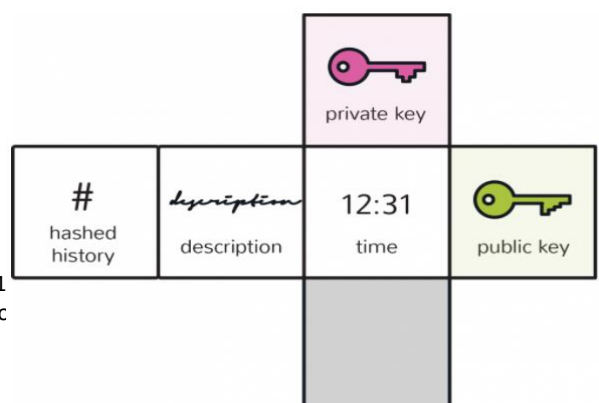 private key
#
description
12:31
hashed
history
description
time
public key